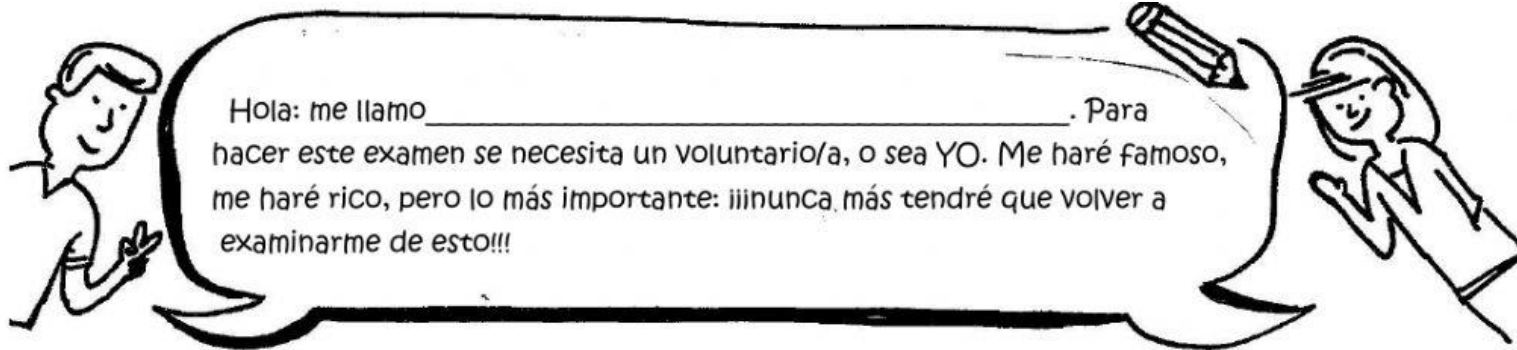 Hola: me llamo________________________________. Para
hacer este examen se necesita un voluntario/a, o sea YO. Me haré famoso,
me haré rico, pero lo más importante: ¡¡¡nunca más tendré que volver a
examinarme de esto!!!